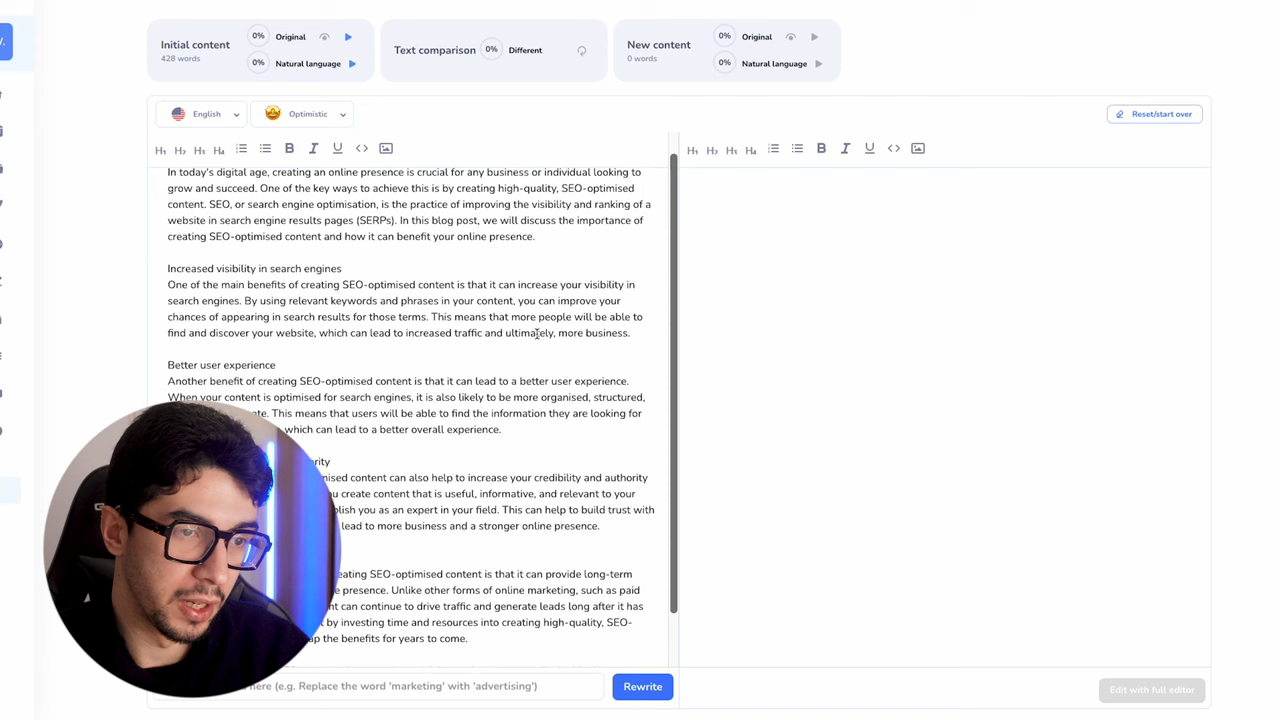 Initial content
428 words
0% Original
0% Natural language
Text comparison 0% Different
New content
0 words
0% Original
0% Natural language
English
Optimistic
Reset/start over
H1 H2 H3 H4 B I U <>
H1 H2 H3 H4 B I U <>
In today's digital age, creating an online presence is crucial for any business or individual looking to
grow and succeed. One of the key ways to achieve this is by creating high-quality, SEO-optimised
content. SEO, or search engine optimisation, is the practice of improving the visibility and ranking of a
website in search engine results pages (SERPs). In this blog post, we will discuss the importance of
creating SEO-optimised content and how it can benefit your online presence.
Increased visibility in search engines
One of the main benefits of creating SEO-optimised content is that it can increase your visibility in
search engines. By using relevant keywords and phrases in your content, you can improve your
chances of appearing in search results for those terms. This means that more people will be able to
find and discover your website, which can lead to increased traffic and ultimately, more business.
Better user experience
Another benefit of creating SEO-optimised content is that it can lead to a better user experience.
When your content is optimised for search engines, it is also likely to be more organised, structured,
This means that users will be able to find the information they are looking for
which can lead to a better overall experience.
content can also help to increase your credibility and authority
create content that is useful, informative, and relevant to your
you as an expert in your field. This can help to build trust with
lead to more business and a stronger online presence.
SEO-optimised content is that it can provide long-term
presence. Unlike other forms of online marketing, such as paid
can continue to drive traffic and generate leads long after it has
by investing time and resources into creating high-quality, SEO-
the benefits for years to come.
here (e.g. Replace the word 'marketing' with 'advertising')
Rewrite
Edit with full editor